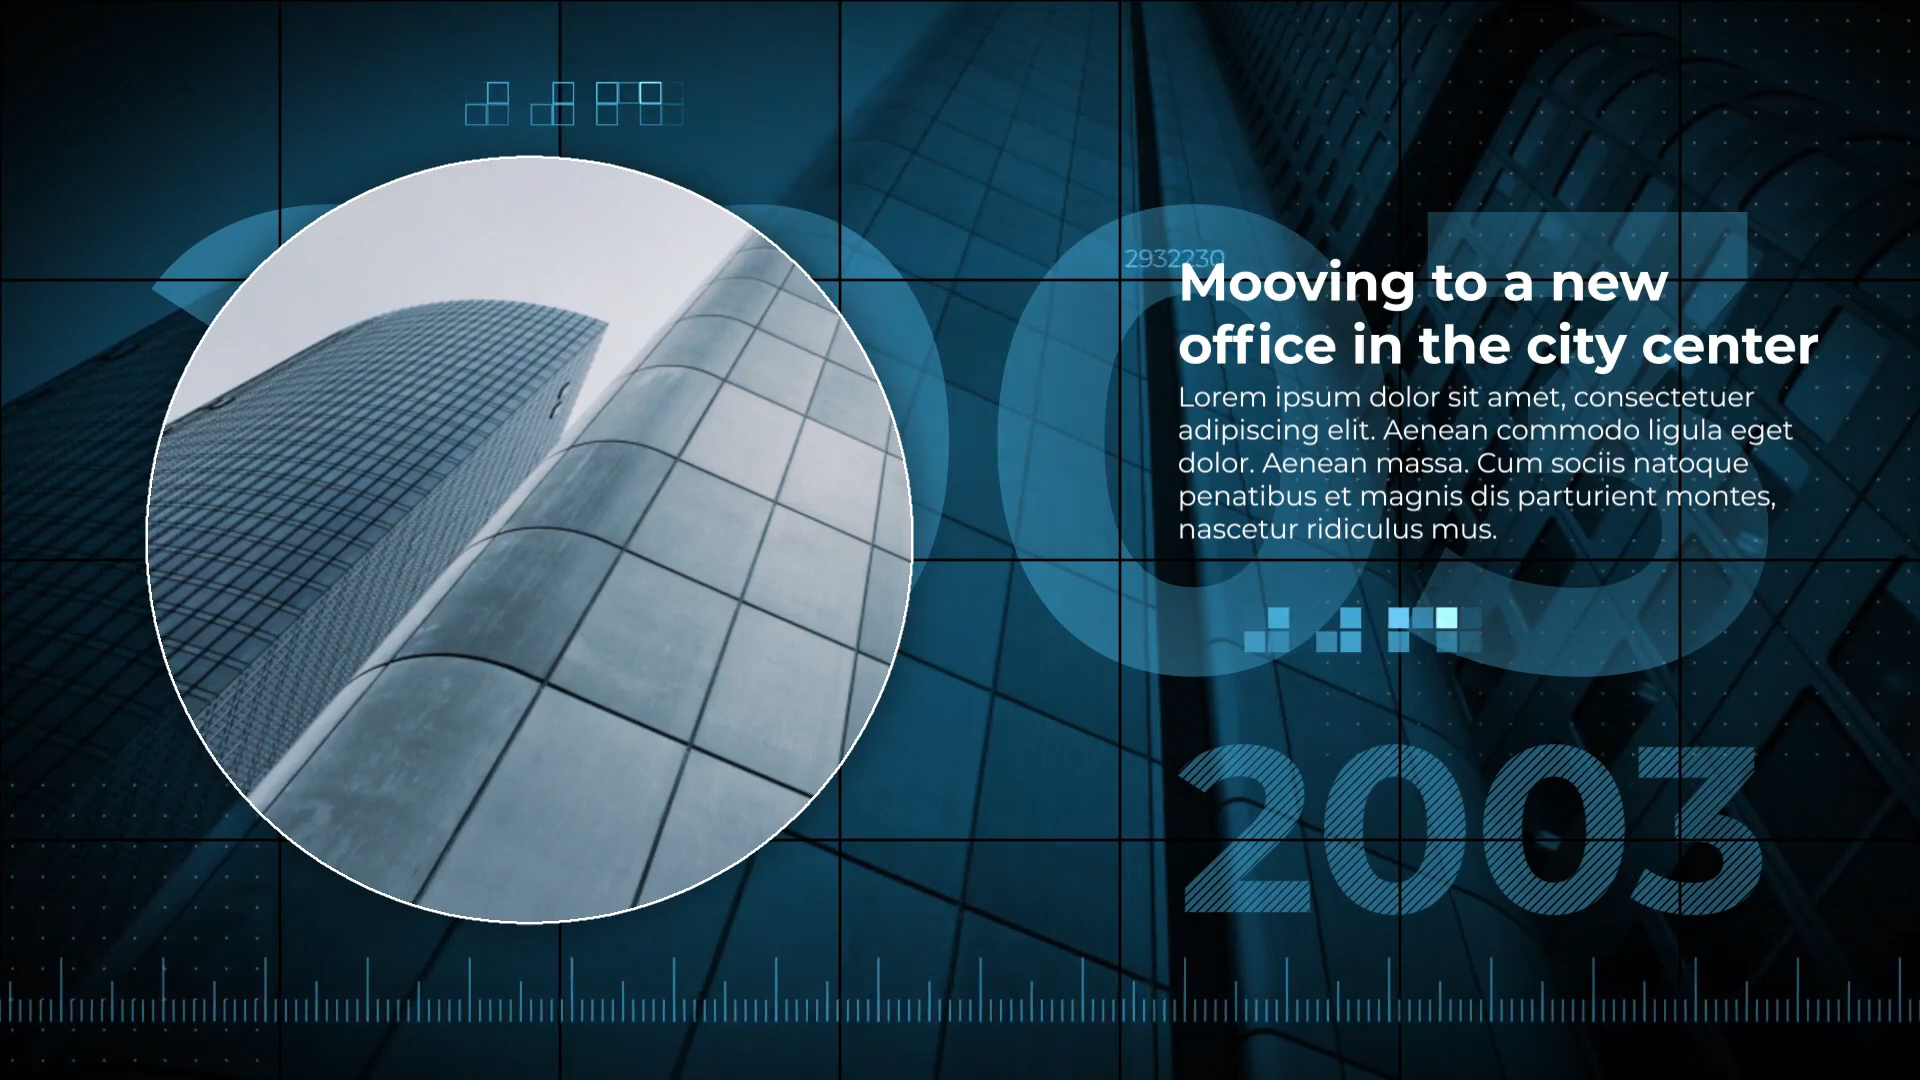 2932230
Mooving to a new
office in the city center
Lorem ipsum dolor sit amet, consectetuer
adipiscing elit. Aenean commodo ligula eget
dolor. Aenean massa. Cum sociis natoque
penatibus et magnis dis parturient montes,
nascetur ridiculus mus.
2003
2003